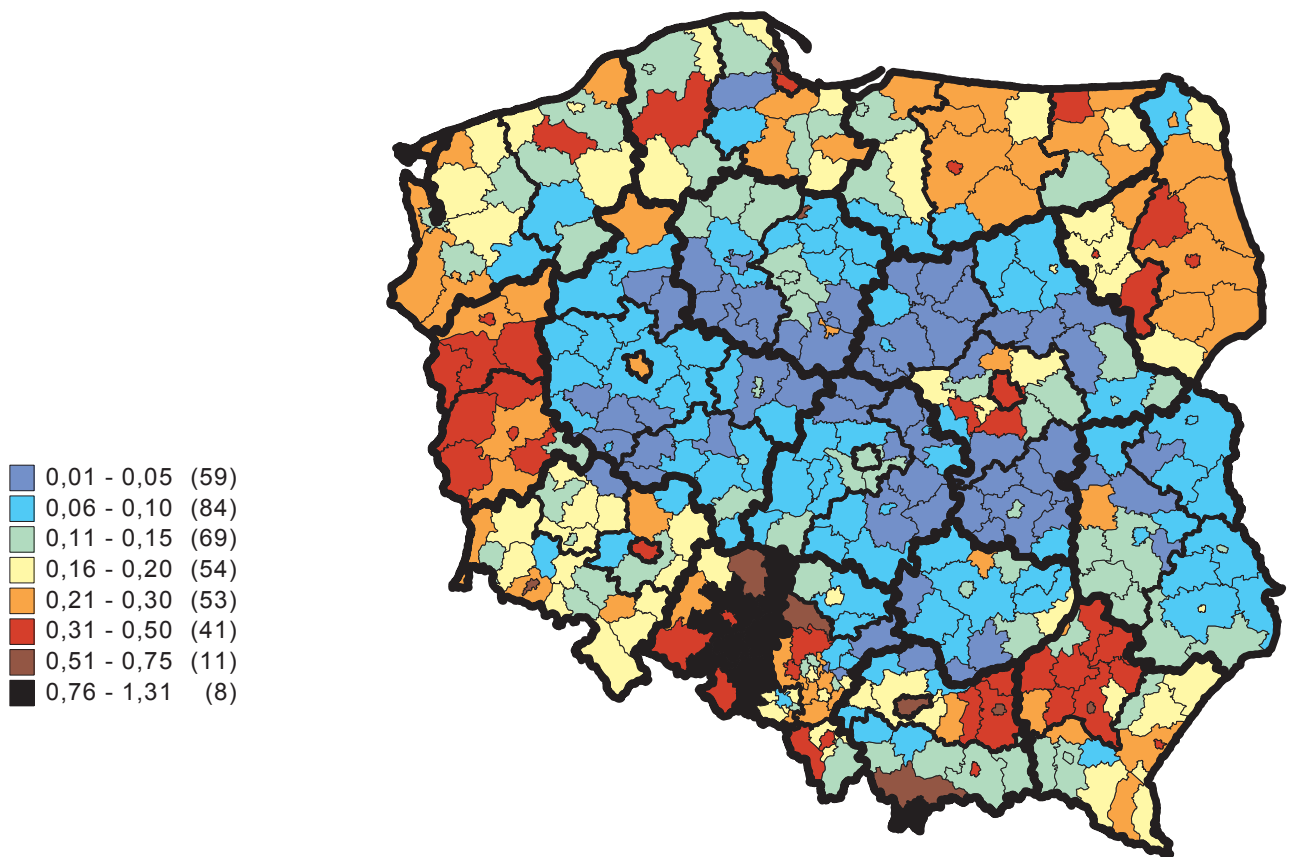 0,01 - 0,05 (59)
0,06 - 0,10 (84)
0,11 - 0,15 (69)
0,16 - 0,20 (54)
0,21 - 0,30 (53)
0,31 - 0,50 (41)
0,51 - 0,75 (11)
0,76 - 1,31 (8)